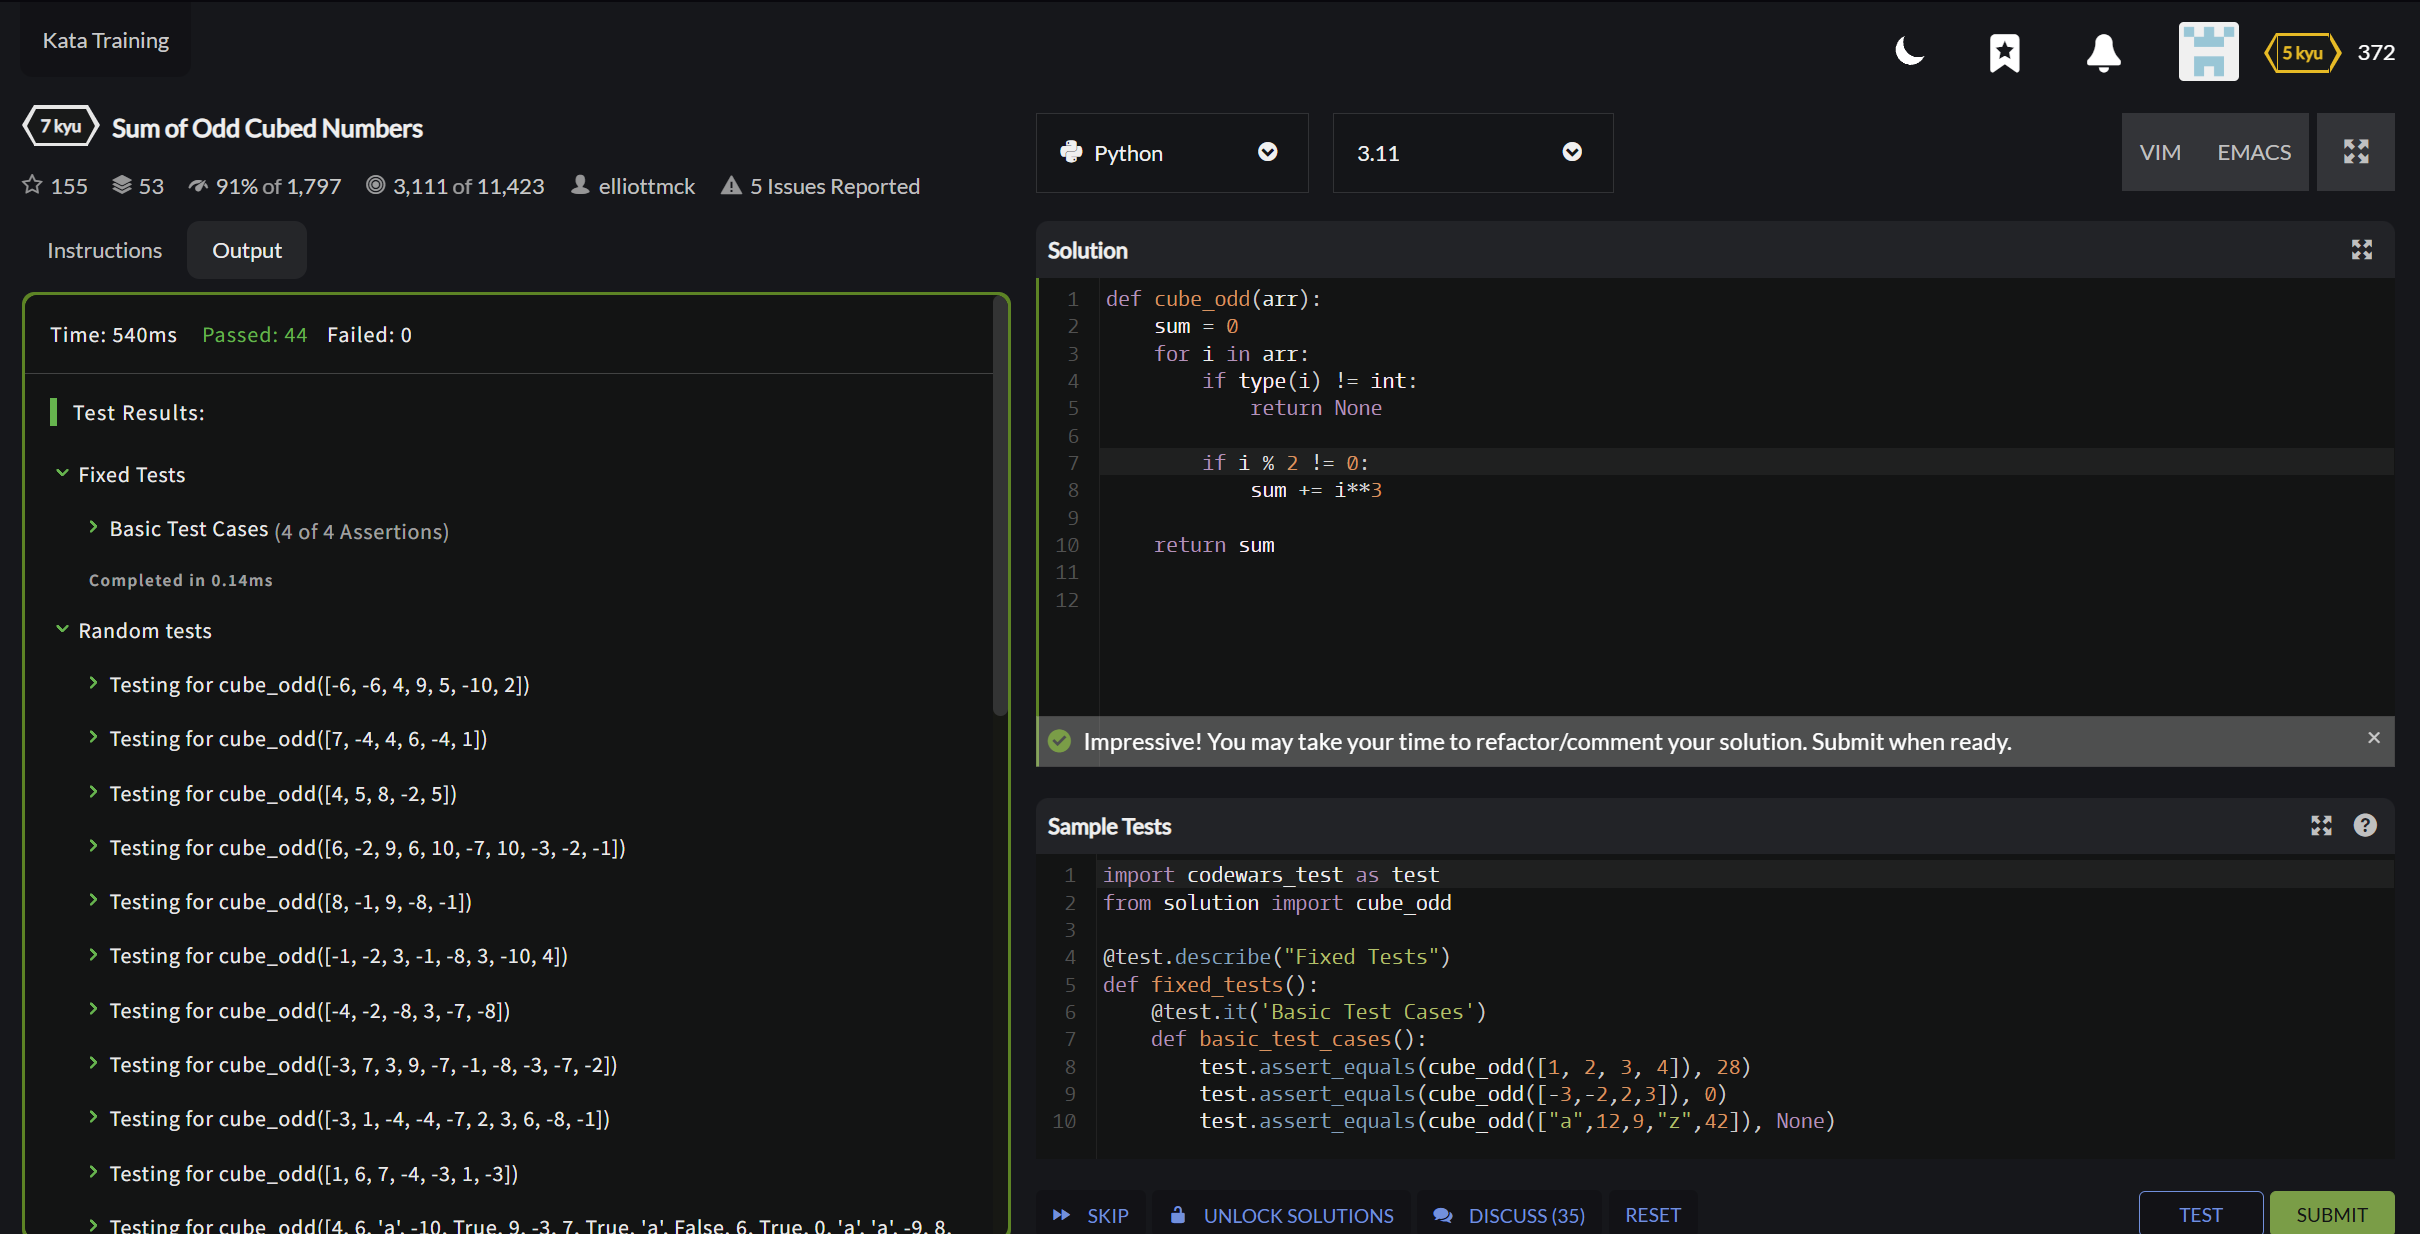 Kata Training
5 kyu
372
7 kyu
Sum of Odd Cubed Numbers
155 53 91% of 1,797 3,111 of 11,423 elliottmck 5 Issues Reported
Instructions
Output
Time: 540ms Passed: 44 Failed: 0
Test Results:
Fixed Tests
Basic Test Cases (4 of 4 Assertions)
Completed in 0.14ms
Random tests
Testing for cube_odd([-6, -6, 4, 9, 5, -10, 2])
Testing for cube_odd([7, -4, 4, 6, -4, 1])
Testing for cube_odd([4, 5, 8, -2, 5])
Testing for cube_odd([6, -2, 9, 6, 10, -7, 10, -3, -2, -1])
Testing for cube_odd([8, -1, 9, -8, -1])
Testing for cube_odd([-1, -2, 3, -1, -8, 3, -10, 4])
Testing for cube_odd([-4, -2, -8, 3, -7, -8])
Testing for cube_odd([-3, 7, 3, 9, -7, -1, -8, -3, -7, -2])
Testing for cube_odd([-3, 1, -4, -4, -7, 2, 3, 6, -8, -1])
Testing for cube_odd([1, 6, 7, -4, -3, 1, -3])
Testing for cube_odd([4, 6, 'a', -10, True, 9, -3, 7, True, 'a', False, 6, True, 0, 'a', 'a', -9, 8,
Python
3.11
VIM EMACS
Solution
1 def cube_odd(arr):
2 sum = 0
3 for i in arr:
4 if type(i) != int:
5 return None
6
7 if i % 2 != 0:
8 sum += i**3
9
10 return sum
11
12
Impressive! You may take your time to refactor/comment your solution. Submit when ready.
×
Sample Tests
?
1 import codewars_test as test
2 from solution import cube_odd
3
4 @test.describe("Fixed Tests")
5 def fixed_tests():
6 @test.it('Basic Test Cases')
7 def basic_test_cases():
8 test.assert_equals(cube_odd([1, 2, 3, 4]), 28)
9 test.assert_equals(cube_odd([-3,-2,2,3]), 0)
10 test.assert_equals(cube_odd(["a",12,9,"z",42]), None)
SKIP UNLOCK SOLUTIONS DISCUSS (35) RESET
TEST SUBMIT